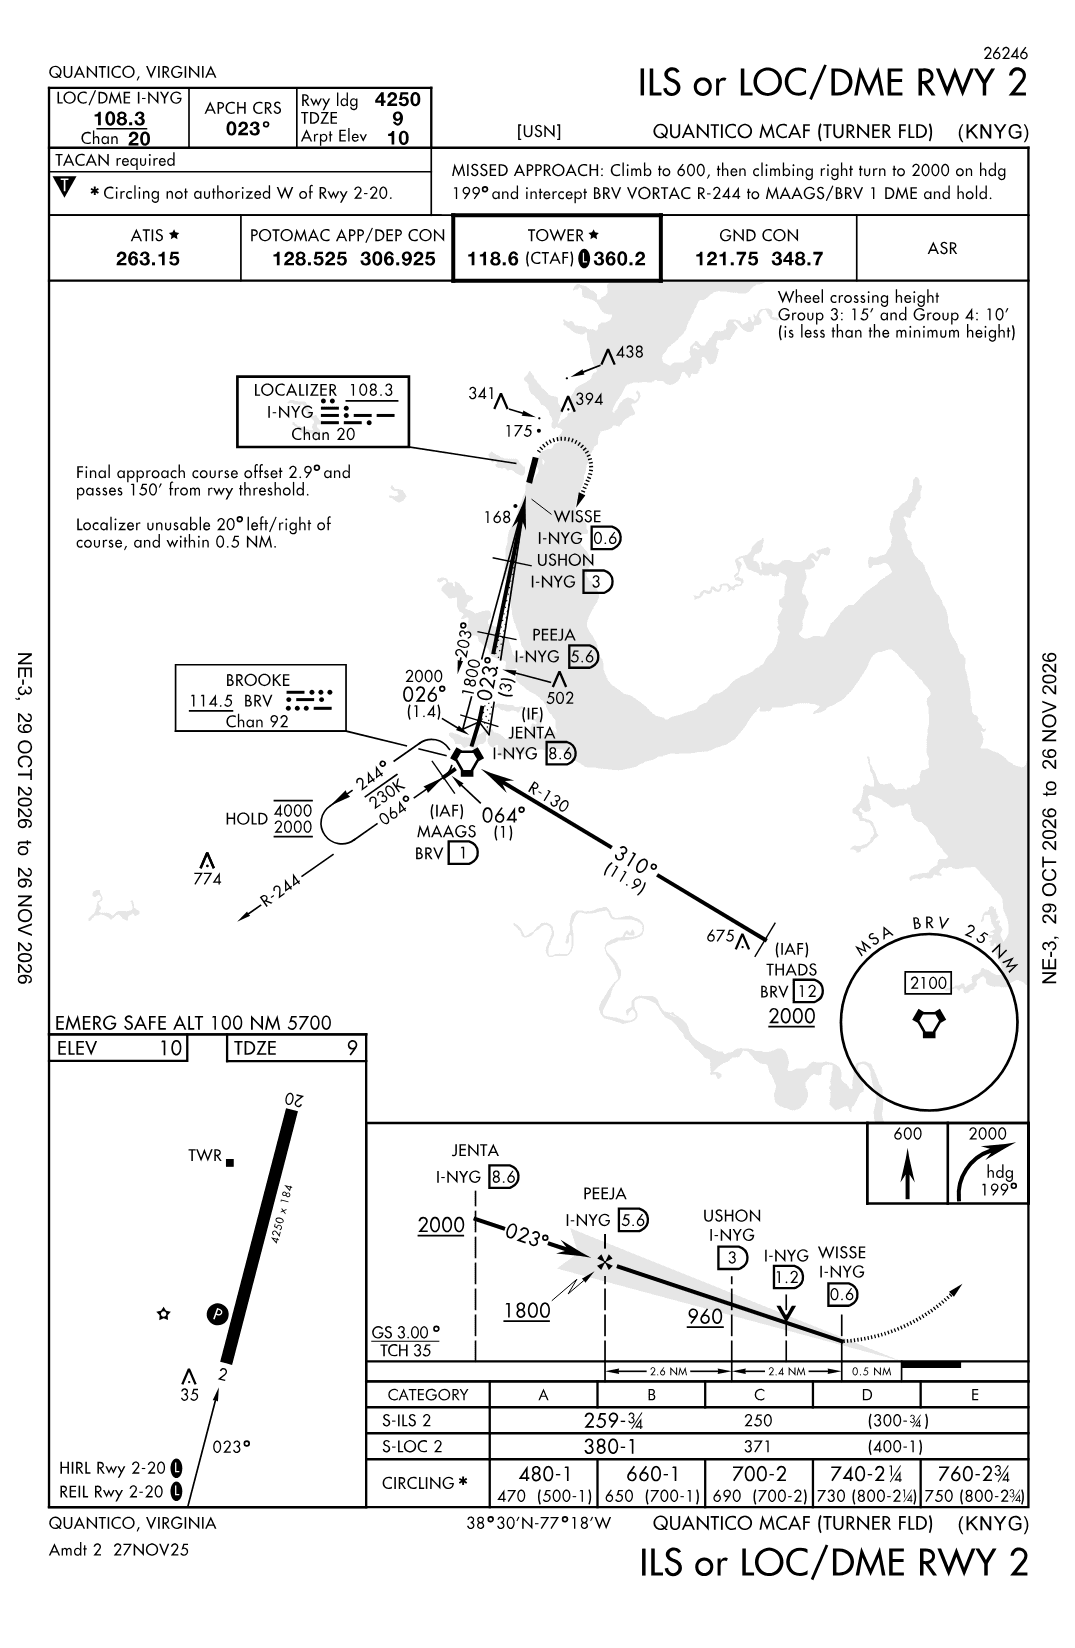 26246
QUANTICO, VIRGINIA
ILS or LOC/DME RWY 2
LOC/DME I-NYG
108.3
Chan 20
APCH CRS
023°
Rwy ldg 4250
TDZE 9
Arpt Elev 10
[USN]
QUANTICO MCAF (TURNER FLD) (KNYG)
TACAN required
T
* Circling not authorized W of Rwy 2-20.
MISSED APPROACH: Climb to 600, then climbing right turn to 2000 on hdg
199° and intercept BRV VORTAC R-244 to MAAGS/BRV 1 DME and hold.
ATIS ★
263.15
POTOMAC APP/DEP CON
128.525 306.925
TOWER ★
118.6 (CTAF) L 360.2
GND CON
121.75 348.7
ASR
Wheel crossing height
Group 3: 15’ and Group 4: 10’
(is less than the minimum height)
438
341
394
175
LOCALIZER 108.3
I-NYG
Chan 20
Final approach course offset 2.9° and
passes 150’ from rwy threshold.
Localizer unusable 20° left/right of
course, and within 0.5 NM.
168
WISSE
I-NYG 0.6
USHON
I-NYG 3
PEEJA
I-NYG 5.6
203°
1800
023°
(3)
502
2000
026°
(1.4)
(IF)
JENTA
I-NYG 8.6
BROOKE
114.5 BRV
Chan 92
244°
230K
064°
HOLD 4000
2000
(IAF)
MAAGS
BRV 1
064°
(1)
R-130
310°
(11.9)
774
R-244
675
(IAF)
THADS
BRV 12
2000
MSA BRV 25 NM
2100
NE-3, 29 OCT 2026 to 26 NOV 2026
NE-3, 29 OCT 2026 to 26 NOV 2026
EMERG SAFE ALT 100 NM 5700
ELEV 10
TDZE 9
20
TWR
4250 x 184
P
2
35
023°
HIRL Rwy 2-20 L
REIL Rwy 2-20 L
600
2000
hdg
199°
JENTA
I-NYG 8.6
2000
023°
PEEJA
I-NYG 5.6
1800
USHON
I-NYG
3
960
I-NYG
1.2
WISSE
I-NYG
0.6
V
GS 3.00°
TCH 35
2.6 NM
2.4 NM
0.5 NM
CATEGORY A B C D E
S-ILS 2 259-¾ 250 (300-¾)
S-LOC 2 380-1 371 (400-1)
CIRCLING *
480-1 660-1 700-2 740-2¼ 760-2¾
470 (500-1) 650 (700-1) 690 (700-2) 730 (800-2¼) 750 (800-2¾)
QUANTICO, VIRGINIA
38°30’N-77°18’W
QUANTICO MCAF (TURNER FLD) (KNYG)
Amdt 2 27NOV25
ILS or LOC/DME RWY 2